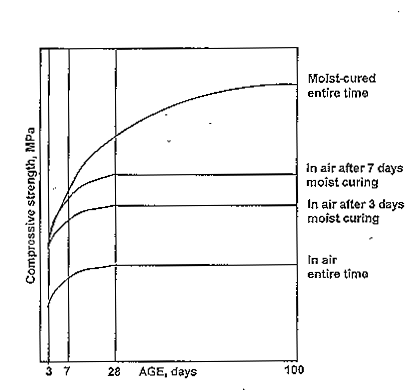 Compressive strength, MPa
Moist-cured
entire time
In air after 7 days
moist curing
In air after 3 days
moist curing
In air
entire time
3 7 28 AGE, days 100